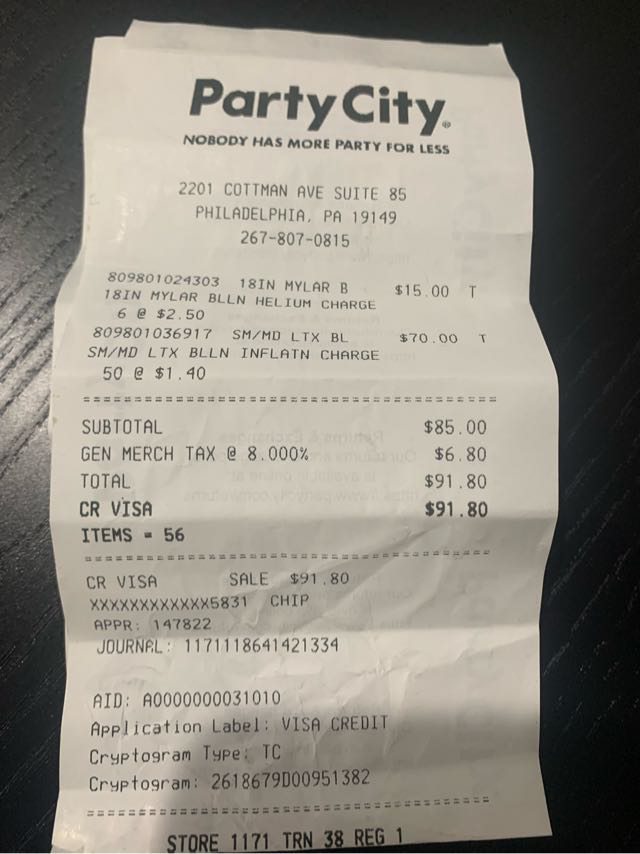 Party City®
NOBODY HAS MORE PARTY FOR LESS
2201 COTTMAN AVE SUITE 85
PHILADELPHIA, PA 19149
267-807-0815
809801024303 18IN MYLAR B $15.00 T
18IN MYLAR BLLN HELIUM CHARGE
6 @ $2.50
809801036917 SM/MD LTX BL $70.00 T
SM/MD LTX BLLN INFLATN CHARGE
50 @ $1.40
SUBTOTAL $85.00
GEN MERCH TAX @ 8.000% $6.80
TOTAL $91.80
CR VISA $91.80
ITEMS = 56
CR VISA SALE $91.80
XXXXXXXXXXXX5831 CHIP
APPR: 147822
JOURNAL: 1171118641421334
AID: A0000000031010
Application Label: VISA CREDIT
Cryptogram Type: TC
Cryptogram: 2618679D00951382
STORE 1171 TRN 38 REG 1